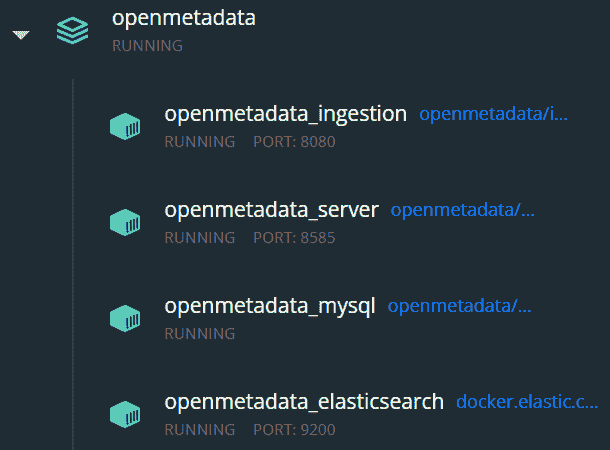 openmetadata
RUNNING
openmetadata_ingestion openmetadata/i...
RUNNING PORT: 8080
openmetadata_server openmetadata/...
RUNNING PORT: 8585
openmetadata_mysql openmetadata/...
RUNNING
openmetadata_elasticsearch docker.elastic.c...
RUNNING PORT: 9200